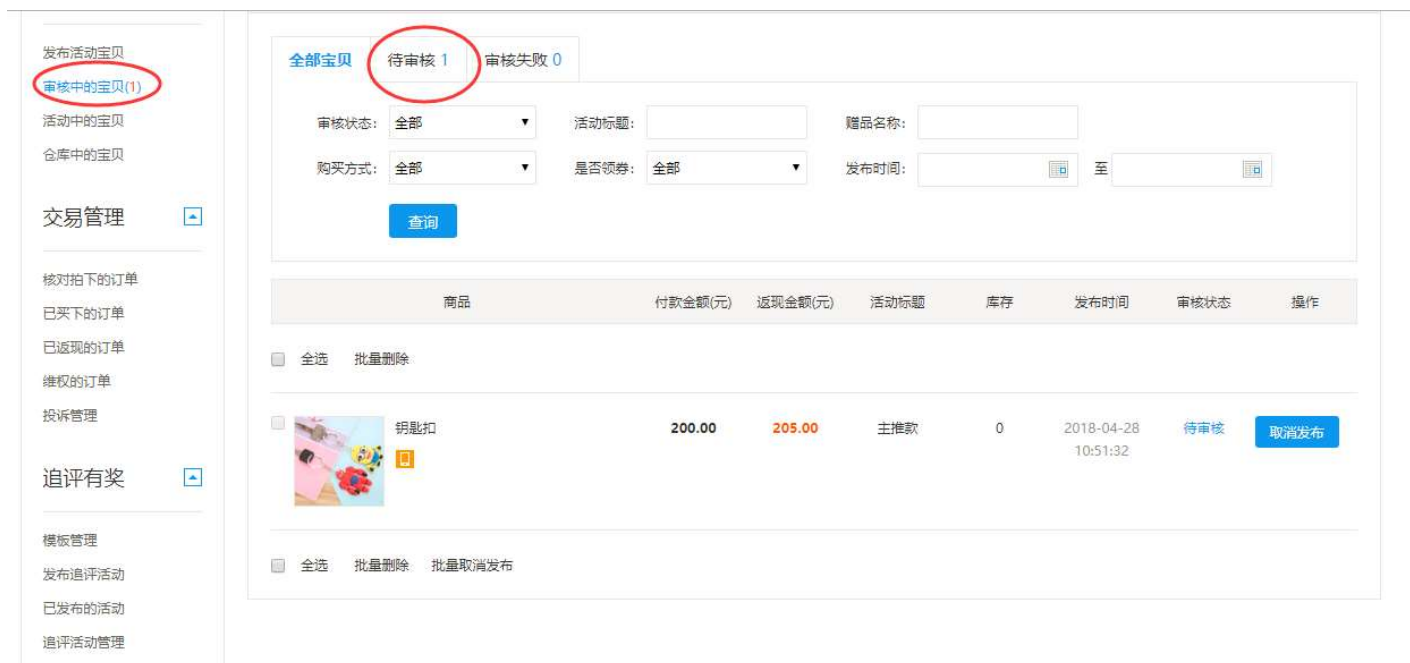 发布活动宝贝
审核中的宝贝(1)
活动中的宝贝
仓库中的宝贝
交易管理
核对拍下的订单
已买下的订单
已返现的订单
维权的订单
投诉管理
追评有奖
模板管理
发布追评活动
已发布的活动
追评活动管理
全部宝贝 待审核 1 审核失败 0
审核状态: 全部 活动标题: 赠品名称:
购买方式: 全部 是否领券: 全部 发布时间: 至
查询
商品 付款金额(元) 返现金额(元) 活动标题 库存 发布时间 审核状态 操作
全选 批量删除
钥匙扣 200.00 205.00 主推款 0 2018-04-28 待审核 取消发布
10:51:32
全选 批量删除 批量取消发布